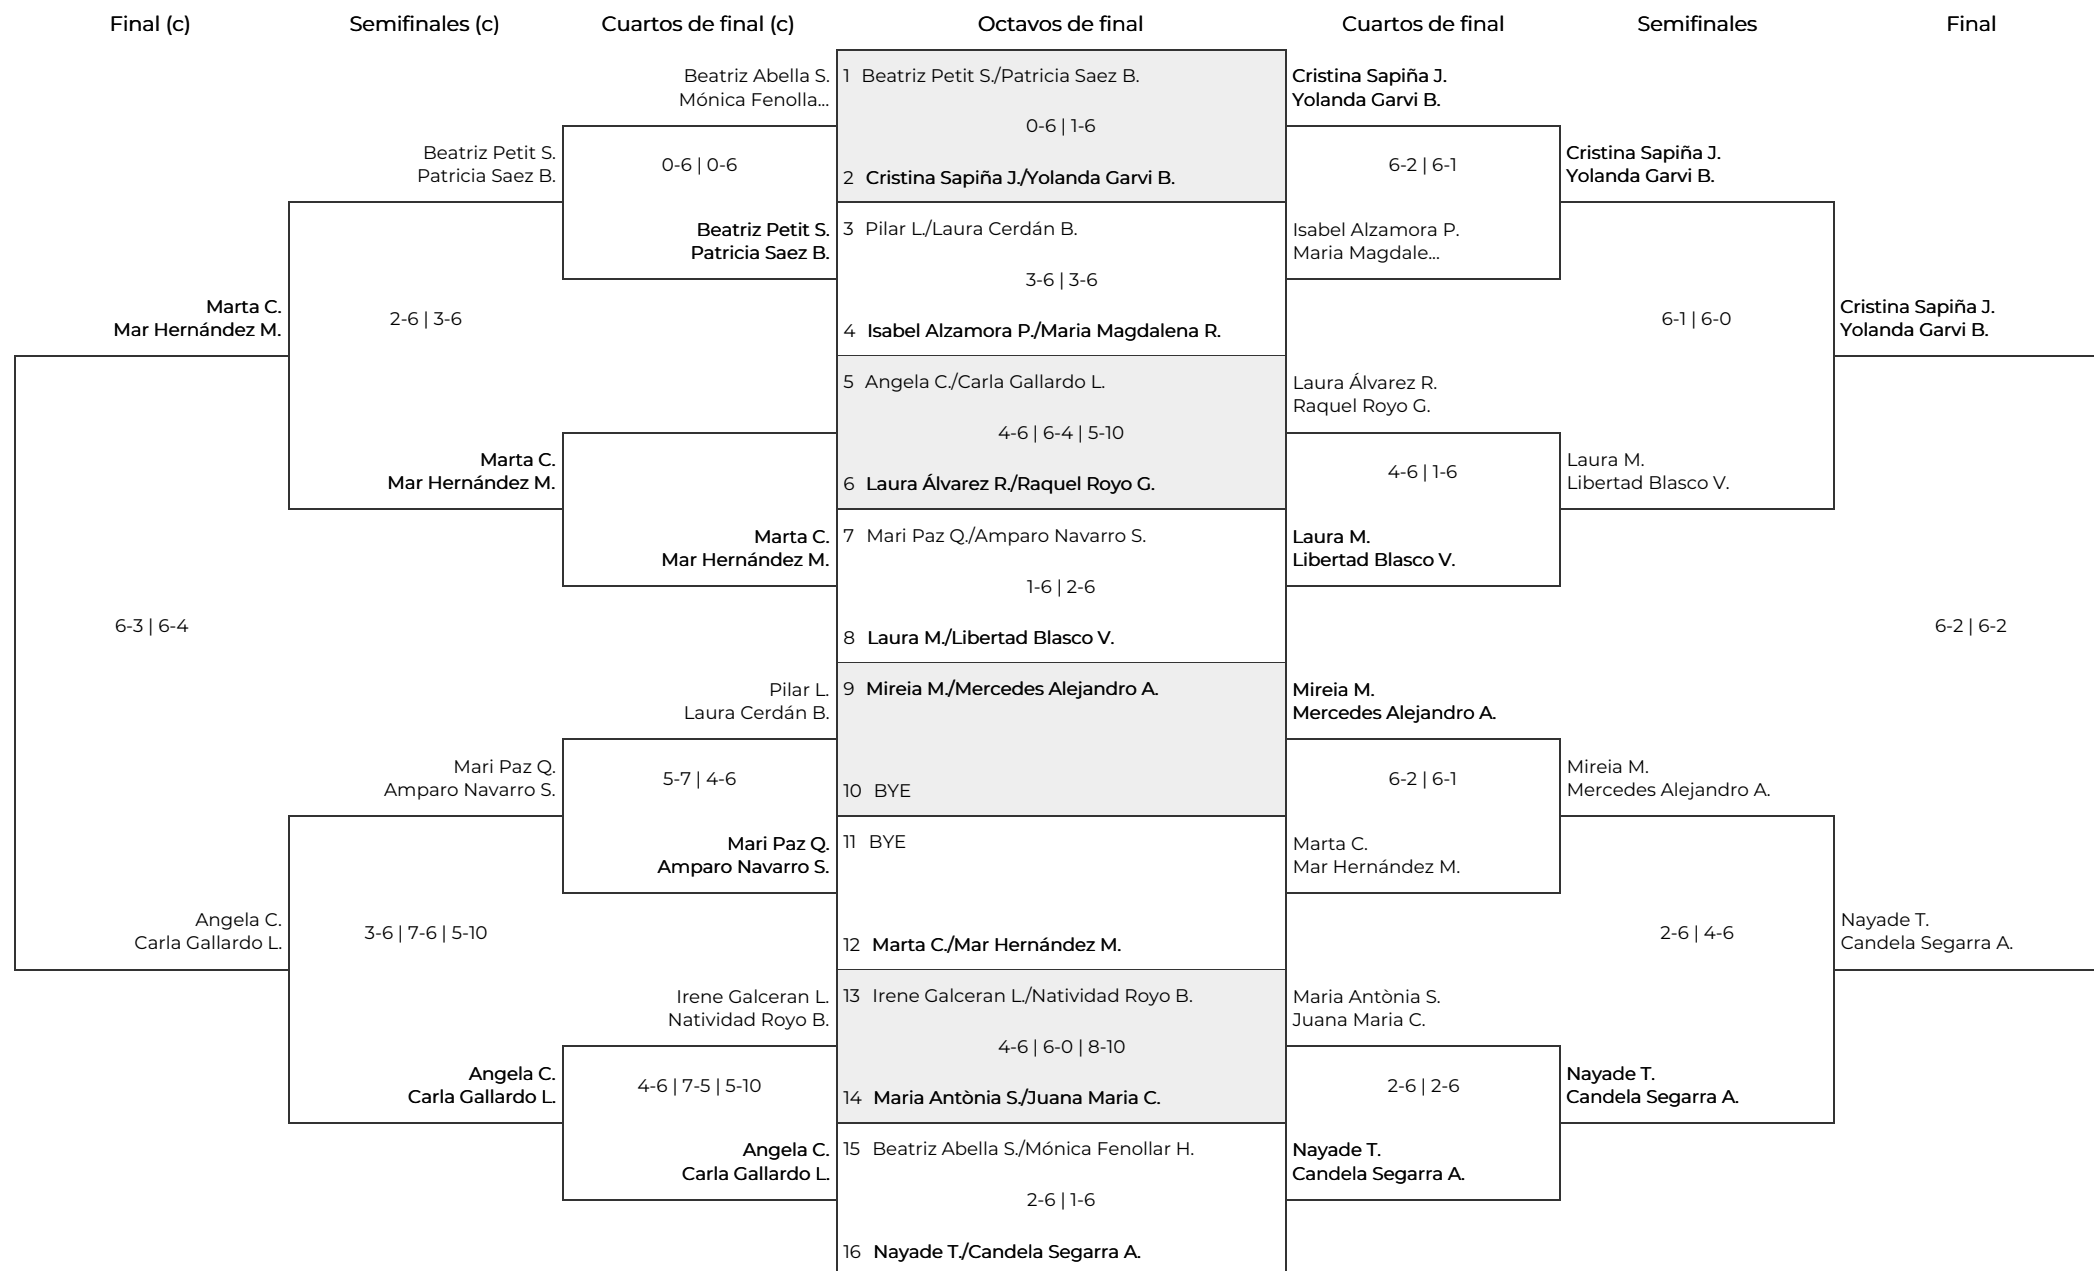 Final (c)
Semifinales (c)
Cuartos de final (c)
Octavos de final
Cuartos de final
Semifinales
Final
Marta C.
Mar Hernández M.
6-3 | 6-4
Angela C.
Carla Gallardo L.
Beatriz Petit S.
Patricia Saez B.
2-6 | 3-6
Marta C.
Mar Hernández M.
Mari Paz Q.
Amparo Navarro S.
3-6 | 7-6 | 5-10
Angela C.
Carla Gallardo L.
Beatriz Abella S.
Mónica Fenolla...
0-6 | 0-6
Beatriz Petit S.
Patricia Saez B.
Marta C.
Mar Hernández M.
Pilar L.
Laura Cerdán B.
5-7 | 4-6
Mari Paz Q.
Amparo Navarro S.
Irene Galceran L.
Natividad Royo B.
4-6 | 7-5 | 5-10
Angela C.
Carla Gallardo L.
1 Beatriz Petit S./Patricia Saez B.
0-6 | 1-6
2 Cristina Sapiña J./Yolanda Garvi B.
3 Pilar L./Laura Cerdán B.
3-6 | 3-6
4 Isabel Alzamora P./Maria Magdalena R.
5 Angela C./Carla Gallardo L.
4-6 | 6-4 | 5-10
6 Laura Álvarez R./Raquel Royo G.
7 Mari Paz Q./Amparo Navarro S.
1-6 | 2-6
8 Laura M./Libertad Blasco V.
9 Mireia M./Mercedes Alejandro A.
10 BYE
11 BYE
12 Marta C./Mar Hernández M.
13 Irene Galceran L./Natividad Royo B.
4-6 | 6-0 | 8-10
14 Maria Antònia S./Juana Maria C.
15 Beatriz Abella S./Mónica Fenollar H.
2-6 | 1-6
16 Nayade T./Candela Segarra A.
Cristina Sapiña J.
Yolanda Garvi B.
6-2 | 6-1
Isabel Alzamora P.
Maria Magdale...
Laura Álvarez R.
Raquel Royo G.
4-6 | 1-6
Laura M.
Libertad Blasco V.
Mireia M.
Mercedes Alejandro A.
6-2 | 6-1
Marta C.
Mar Hernández M.
Maria Antònia S.
Juana Maria C.
2-6 | 2-6
Nayade T.
Candela Segarra A.
Cristina Sapiña J.
Yolanda Garvi B.
6-1 | 6-0
Laura M.
Libertad Blasco V.
Mireia M.
Mercedes Alejandro A.
2-6 | 4-6
Nayade T.
Candela Segarra A.
Cristina Sapiña J.
Yolanda Garvi B.
6-2 | 6-2
Nayade T.
Candela Segarra A.